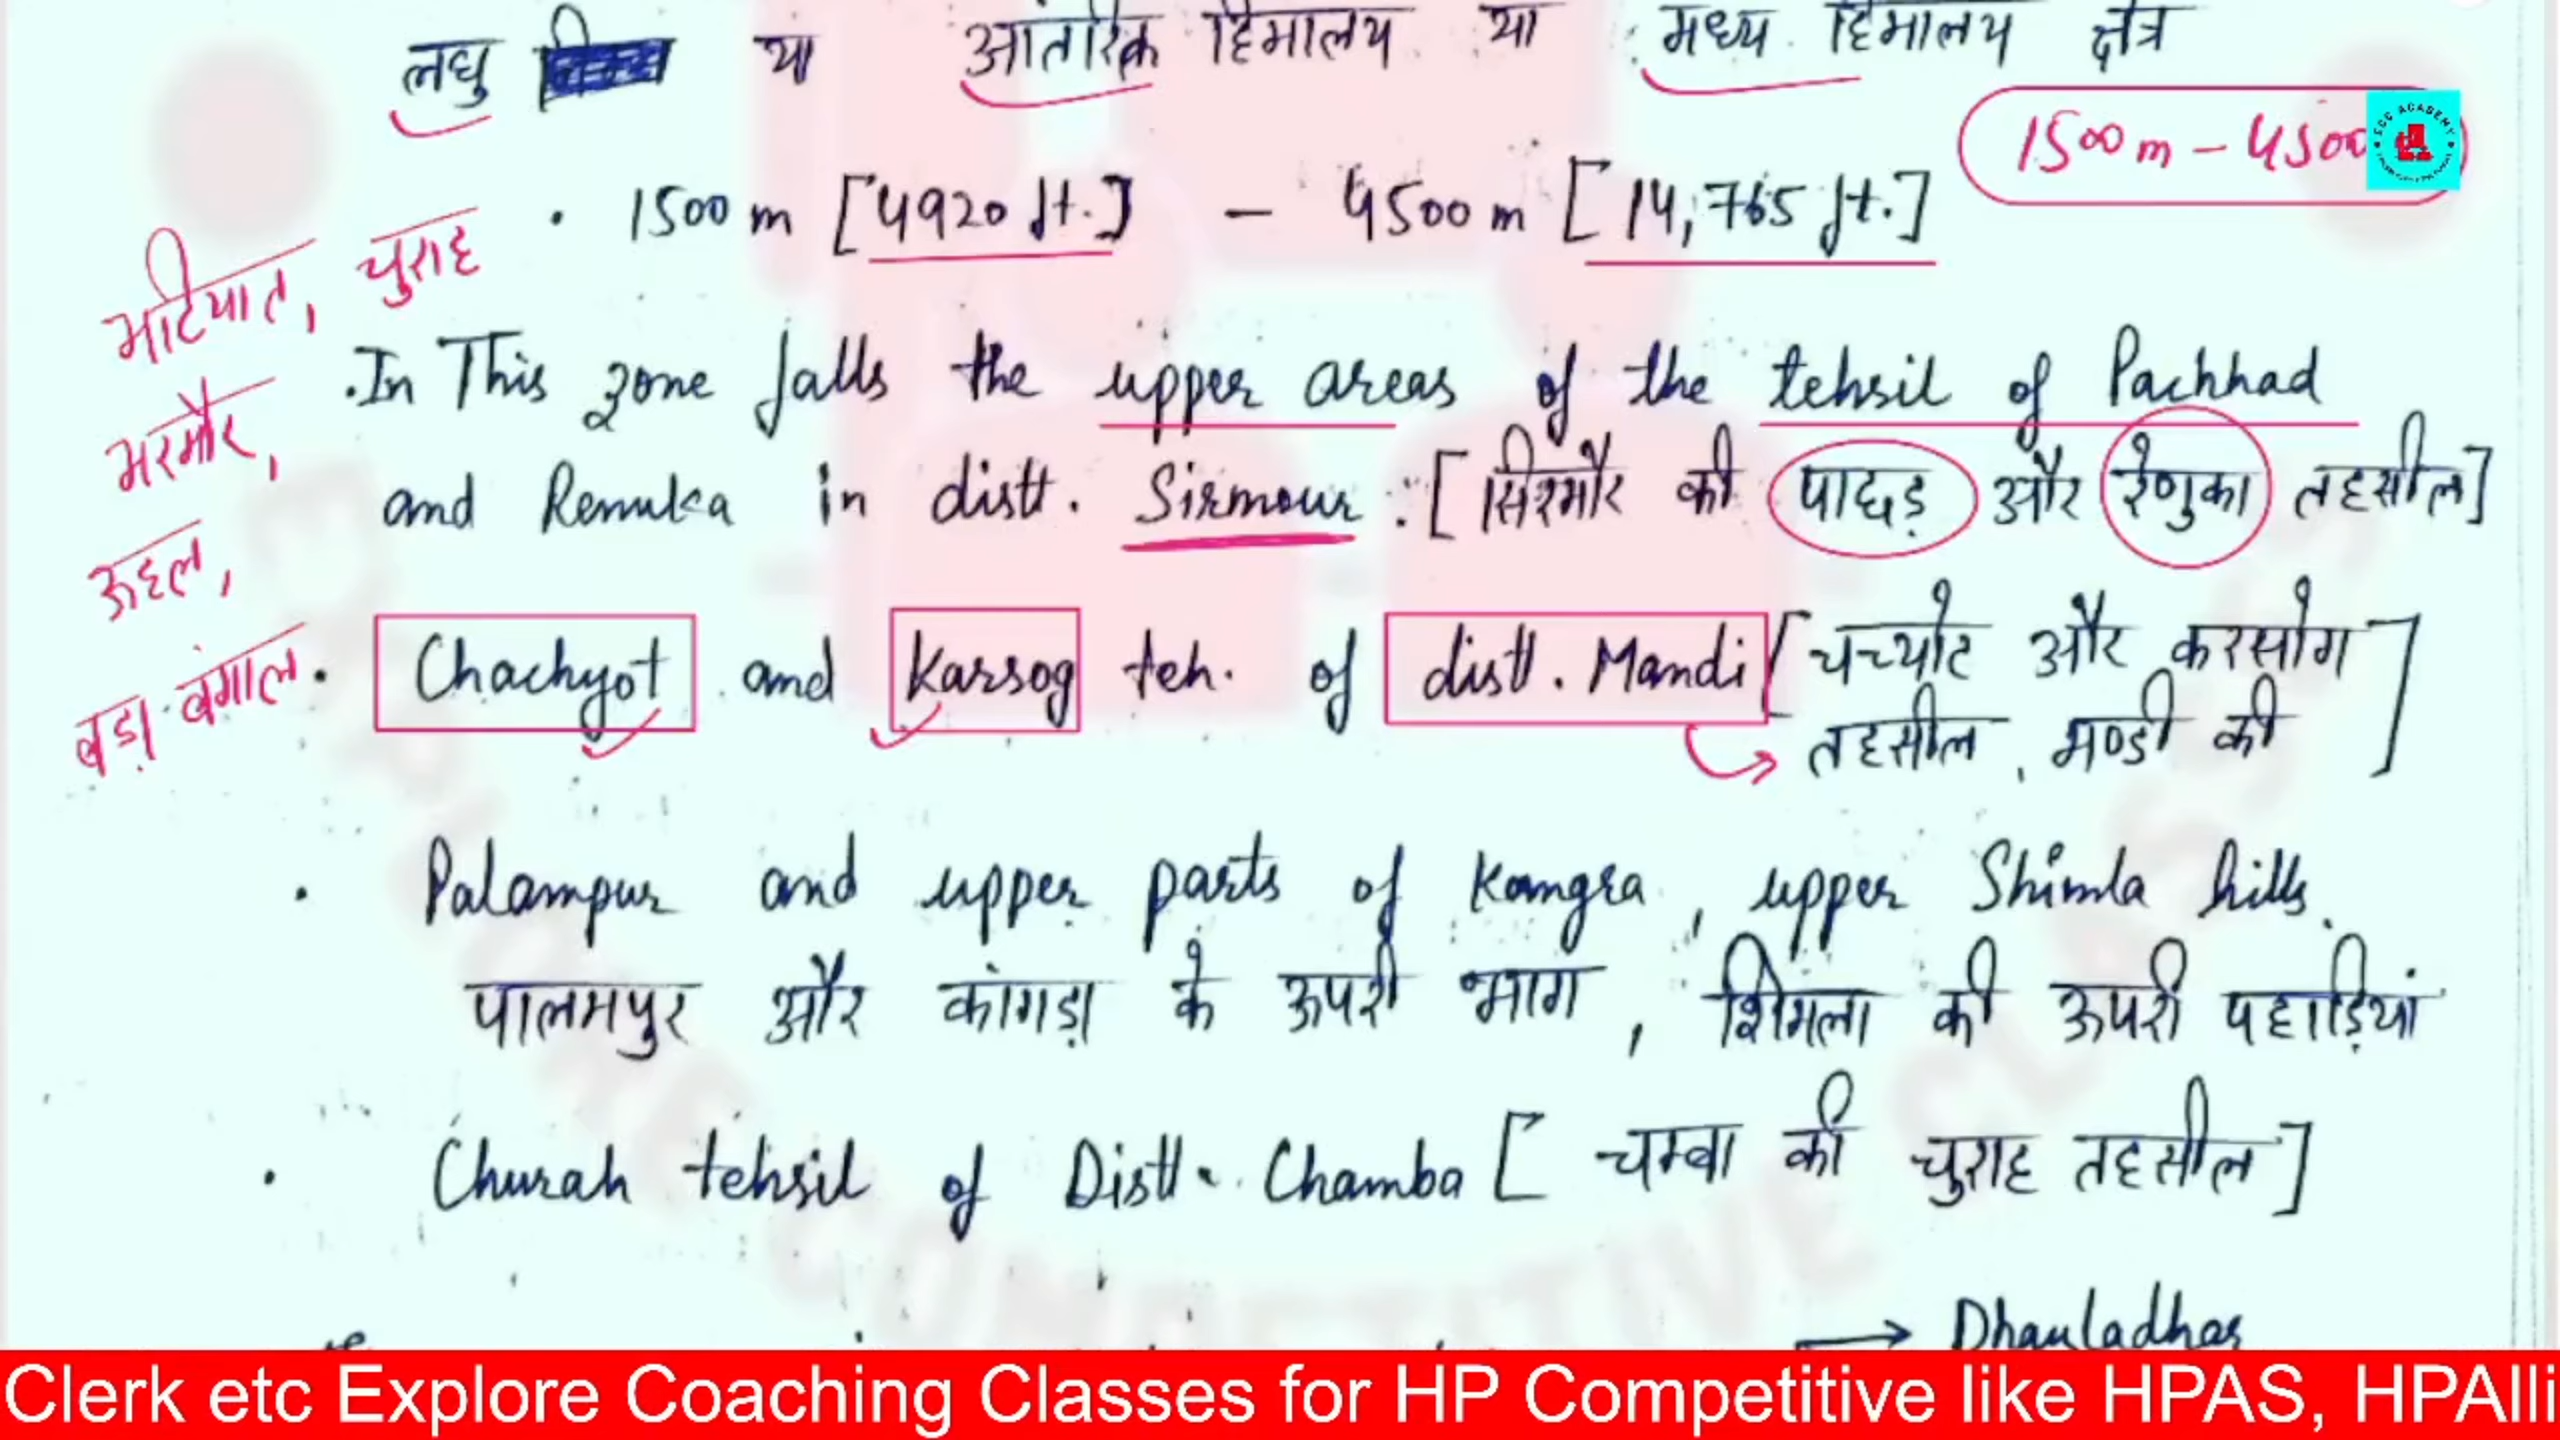 लघु या आंतरिक हिमालय या मध्य हिमालय क्षेत्र
1500m - 4500
· 1500 m [4920 ft.] - 4500 m [14,765 ft.]
भटियात, चुराह
भरमौर,
ऊहल,
बड़ा बंगाल
.In This zone falls the upper areas of the tehsil of Pachhad
and Renuka in distt. Sirmour :[सिरमौर की पाछड़ और रेणुका तहसील]
· Chachyot and Karsog teh. of distt. Mandi [चच्योट और करसोग
तहसील, मण्डी की]
· Palampur and upper parts of Kangra, upper Shimla hills.
पालमपुर और कांगड़ा के ऊपरी भाग, शिमला की ऊपरी पहाड़ियां
· Churah tehsil of Distt. Chamba [ चम्बा की चुराह तहसील]
→ Dhauladhar
Clerk etc Explore Coaching Classes for HP Competitive like HPAS, HPAlli